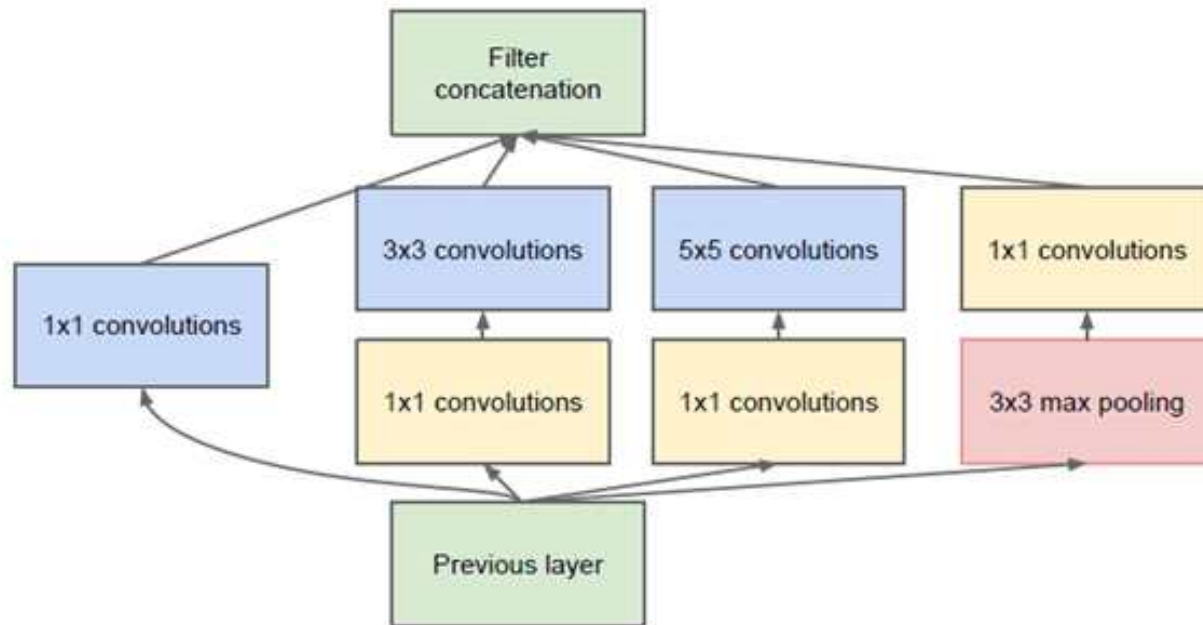 Filter
concatenation
3x3 convolutions
5x5 convolutions
1x1 convolutions
1x1 convolutions
1x1 convolutions
1x1 convolutions
3x3 max pooling
Previous layer